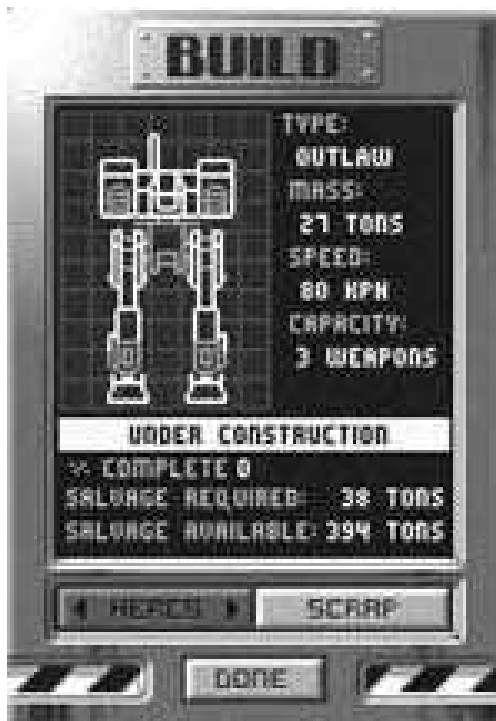 BUILD
TYPE:
OUTLAW
MASS:
27 TONS
SPEED:
80 KPH
CAPACITY:
3 WEAPONS
UNDER CONSTRUCTION
% COMPLETE 0
SALVAGE REQUIRED: 38 TONS
SALVAGE AVAILABLE: 394 TONS
HERCS SCRAP
DONE